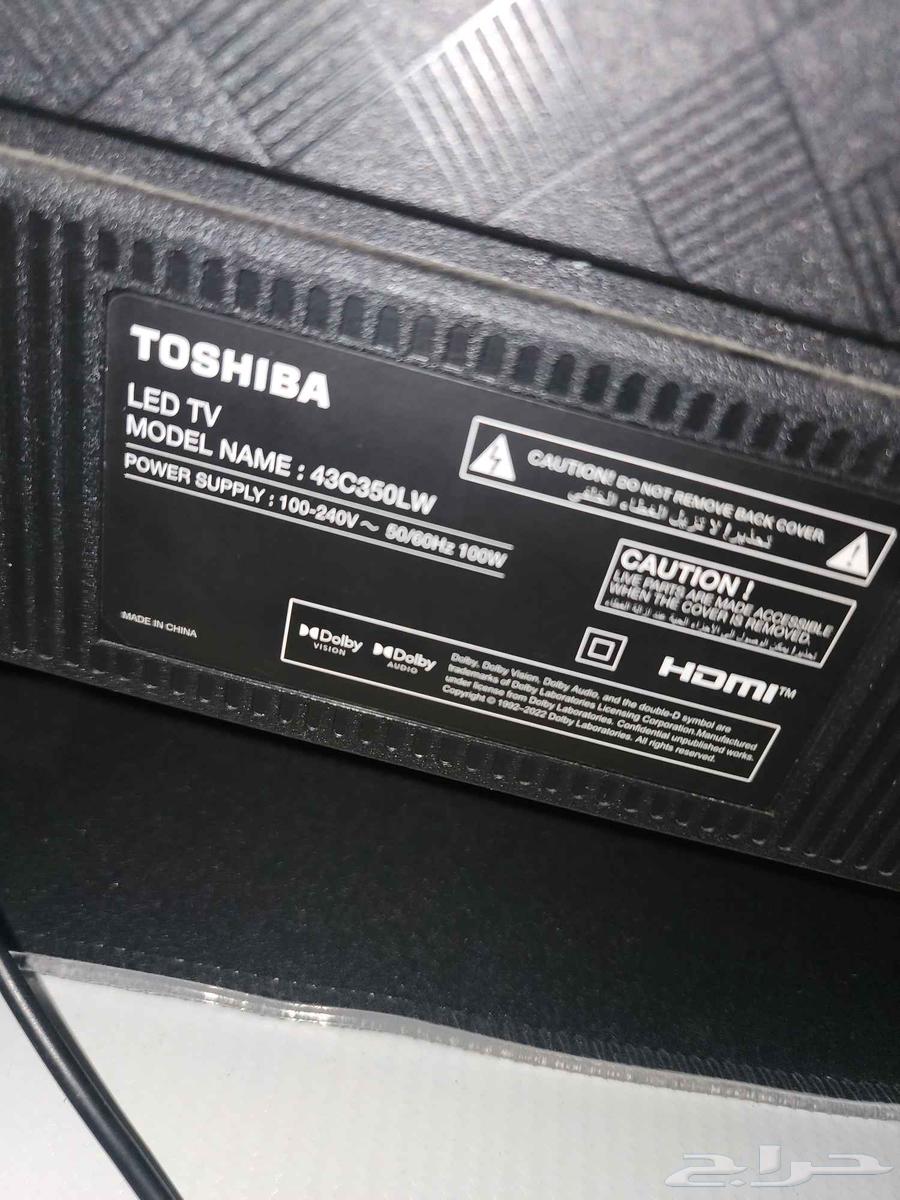 TOSHIBA
LED TV
MODEL NAME : 43C350LW
POWER SUPPLY : 100-240V ~ 50/60Hz 100W
CAUTION! DO NOT REMOVE BACK COVER
تحذير/ لا تزيل الغطاء الخلفي
CAUTION !
LIVE PARTS ARE MADE ACCESSIBLE
WHEN THE COVER IS REMOVED.
MADE IN CHINA
Dolby
VISION
Dolby
AUDIO
Dolby, Dolby Vision, Dolby Audio, and the double-D symbol are
trademarks of Dolby Laboratories Licensing Corporation. Manufactured
under license from Dolby Laboratories. Confidential unpublished works.
Copyright © 1992-2022 Dolby Laboratories. All rights reserved.
HDMI™
حراج